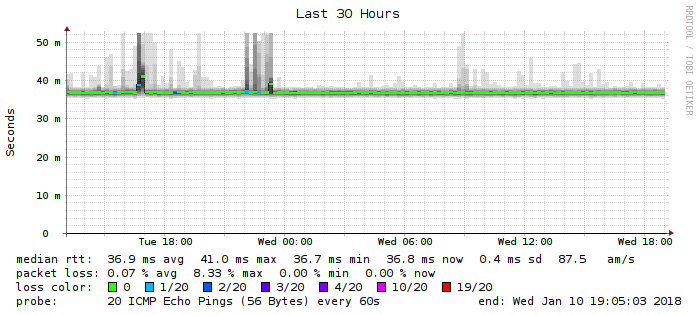 Last 30 Hours
RRDTOOL / TOBI OETIKER
Seconds
50 m
40 m
30 m
20 m
10 m
0
Tue 18:00 Wed 00:00 Wed 06:00 Wed 12:00 Wed 18:00
median rtt: 36.9 ms avg 41.0 ms max 36.7 ms min 36.8 ms now 0.4 ms sd 87.5 am/s
packet loss: 0.07 % avg 8.33 % max 0.00 % min 0.00 % now
loss color: 0 1/20 2/20 3/20 4/20 10/20 19/20
probe: 20 ICMP Echo Pings (56 Bytes) every 60s end: Wed Jan 10 19:05:03 2018